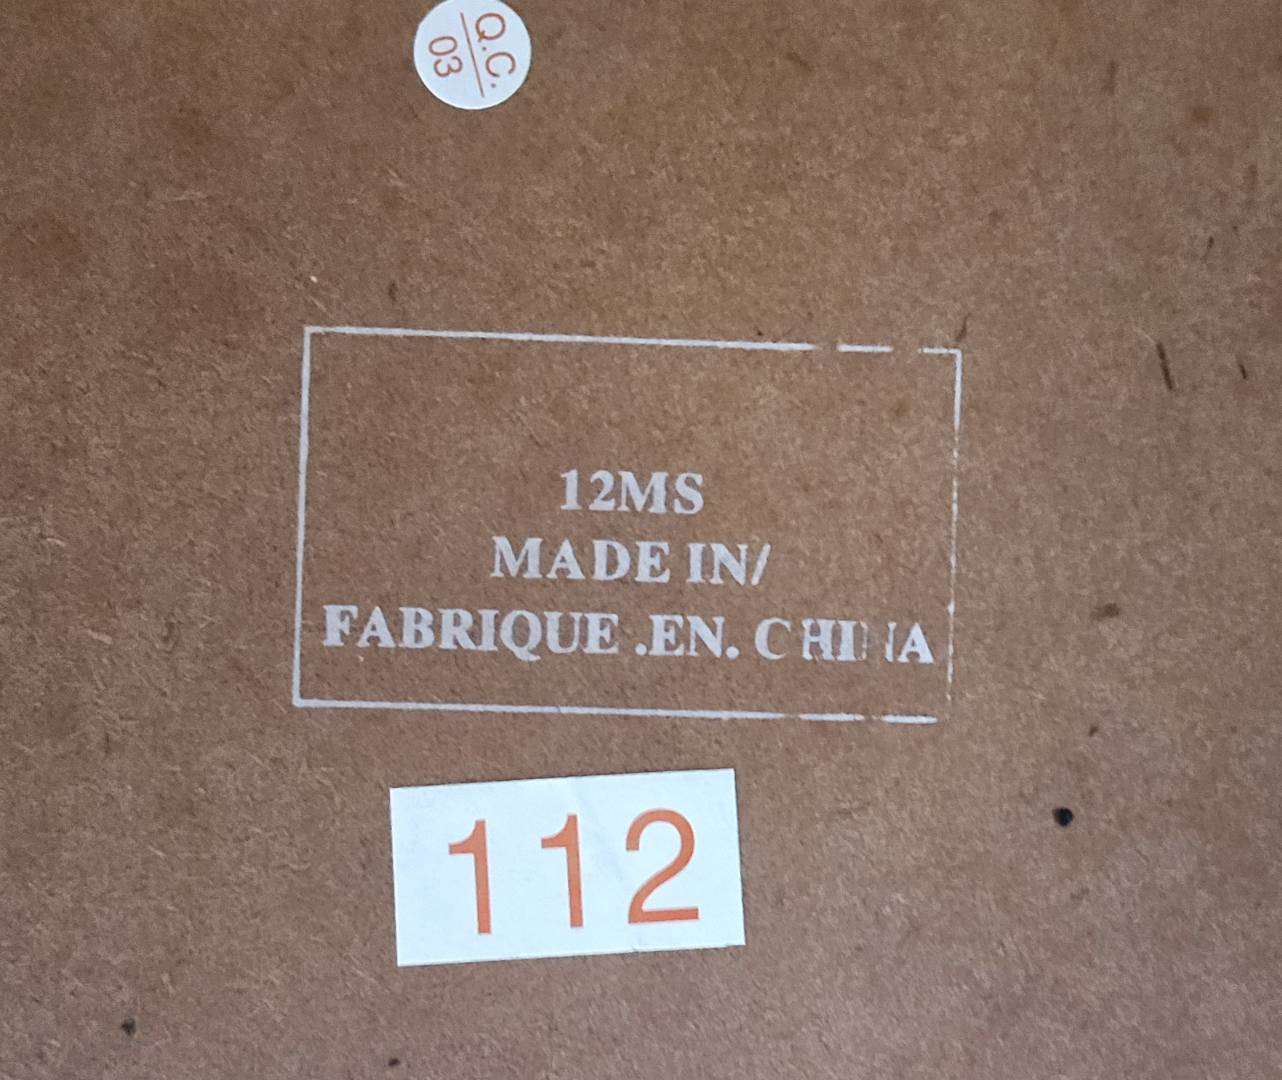 Q.C.
03
12MS
MADE IN/
FABRIQUE .EN. CHINA
112